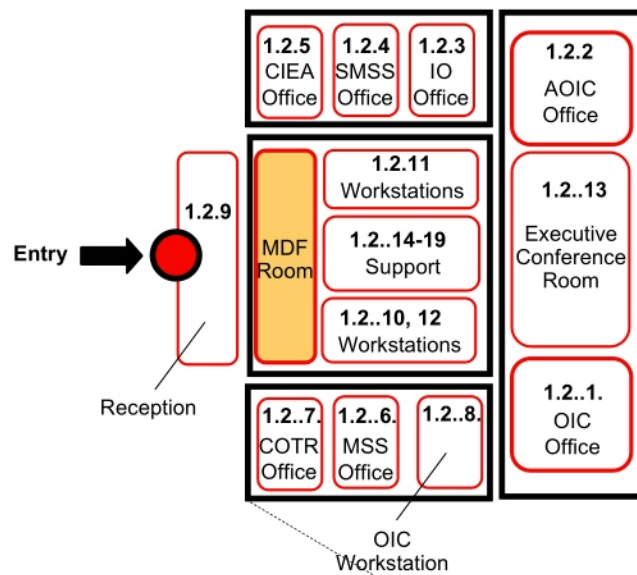 1.2.5
CIEA
Office
1.2.4
SMSS
Office
1.2.3
IO
Office
1.2.2
AOIC
Office
1.2.9
Entry
MDF
Room
1.2.11
Workstations
1.2..14-19
Support
1.2..10, 12
Workstations
1.2..13
Executive
Conference
Room
Reception
1.2..7.
COTR
Office
1.2..6.
MSS
Office
1.2..8.
1.2..1.
OIC
Office
OIC
Workstation